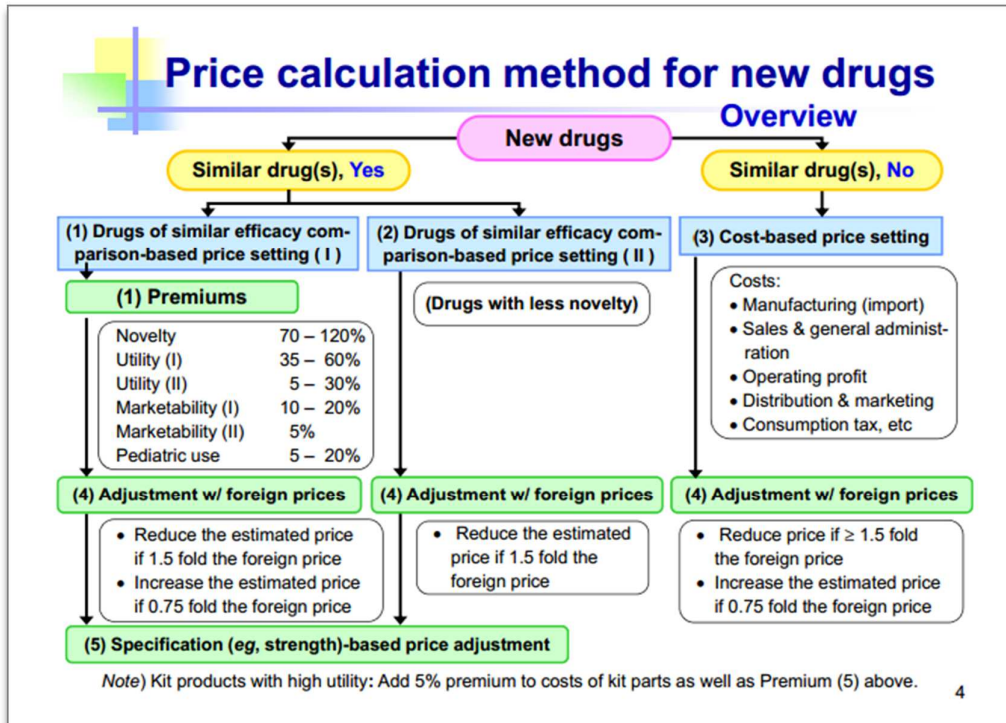 Price calculation method for new drugs
Overview
New drugs
Similar drug(s), Yes
Similar drug(s), No
(1) Drugs of similar efficacy com-
parison-based price setting ( I )
(2) Drugs of similar efficacy com-
parison-based price setting ( II )
(3) Cost-based price setting
(1) Premiums
Novelty 70 – 120%
Utility (I) 35 – 60%
Utility (II) 5 – 30%
Marketability (I) 10 – 20%
Marketability (II) 5%
Pediatric use 5 – 20%
(Drugs with less novelty)
Costs:
• Manufacturing (import)
• Sales & general administ-
ration
• Operating profit
• Distribution & marketing
• Consumption tax, etc
(4) Adjustment w/ foreign prices
(4) Adjustment w/ foreign prices
(4) Adjustment w/ foreign prices
• Reduce the estimated price
if 1.5 fold the foreign price
• Increase the estimated price
if 0.75 fold the foreign price
• Reduce the estimated
price if 1.5 fold the
foreign price
• Reduce price if ≥ 1.5 fold
the foreign price
• Increase the estimated price
if 0.75 fold the foreign price
(5) Specification (eg, strength)-based price adjustment
Note) Kit products with high utility: Add 5% premium to costs of kit parts as well as Premium (5) above.
4